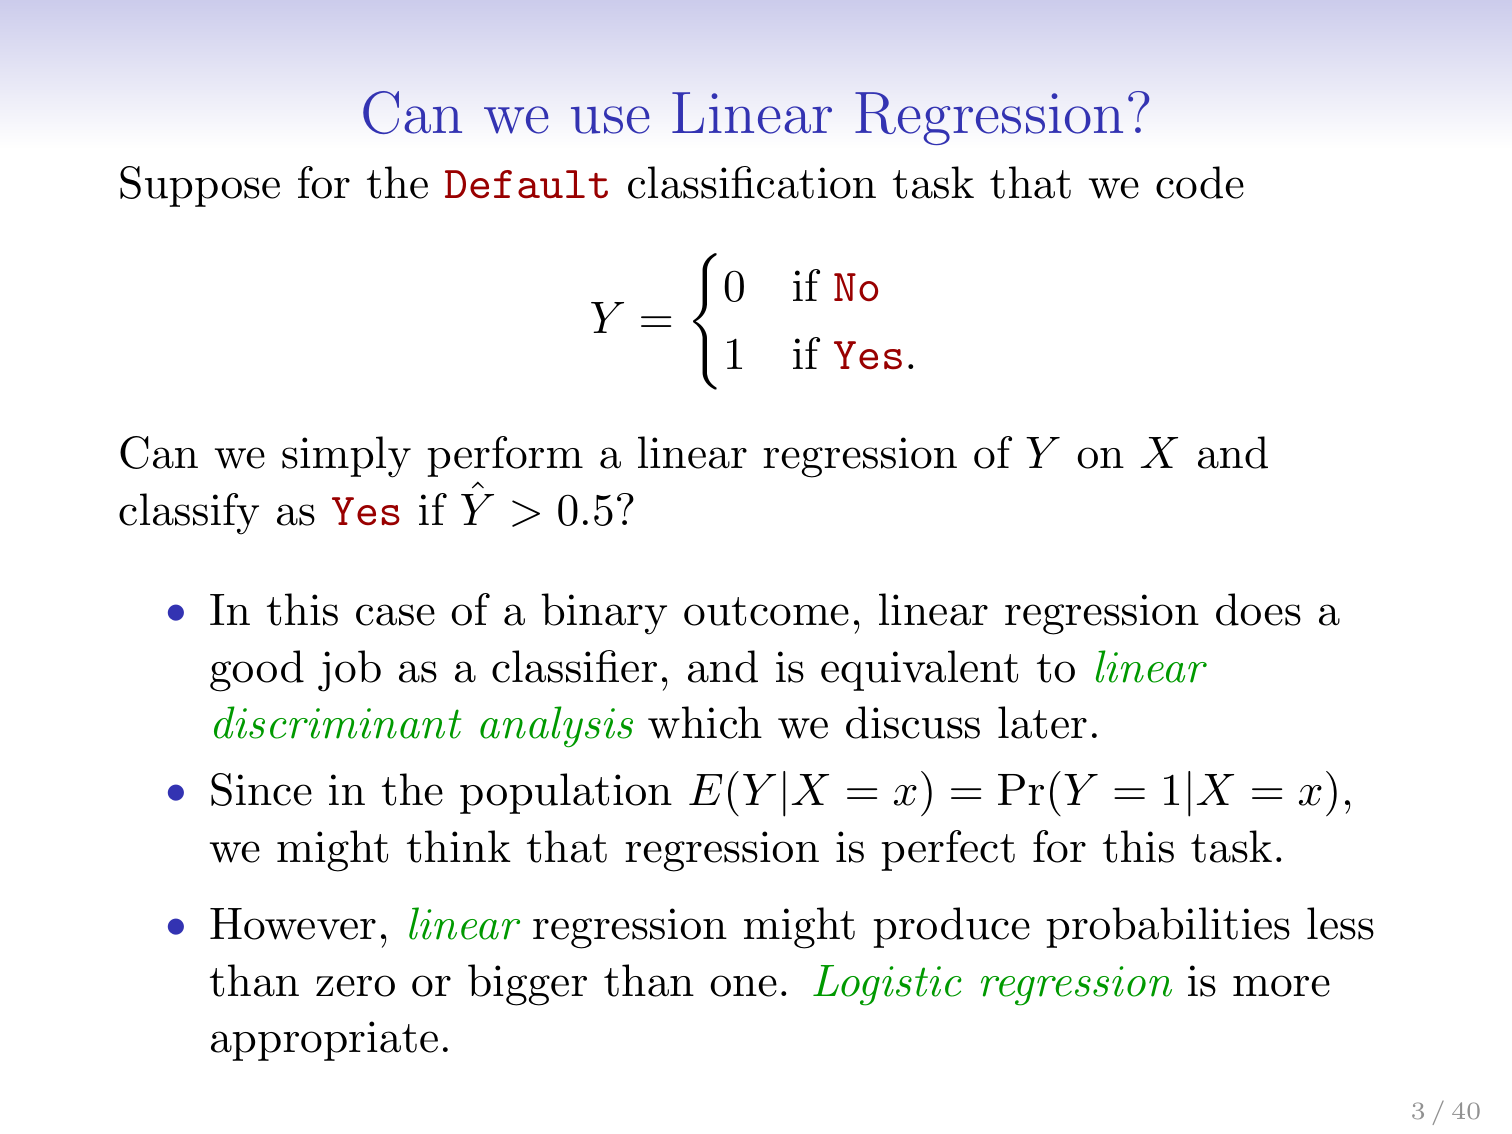 Can we use Linear Regression?
Suppose for the Default classification task that we code
Y = { 0 if No
1 if Yes.
Can we simply perform a linear regression of Y on X and
classify as Yes if Ŷ > 0.5?
• In this case of a binary outcome, linear regression does a
good job as a classifier, and is equivalent to linear
discriminant analysis which we discuss later.
• Since in the population E(Y|X = x) = Pr(Y = 1|X = x),
we might think that regression is perfect for this task.
• However, linear regression might produce probabilities less
than zero or bigger than one. Logistic regression is more
appropriate.
3 / 40